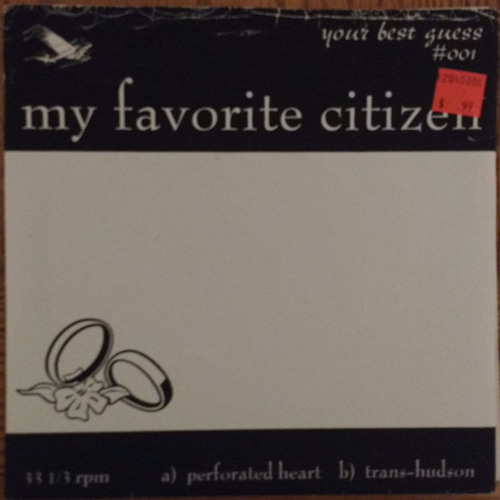 your best guess
#001
my favorite citizen
$ .99
33 1/3 rpm a) perforated heart b) trans-hudson